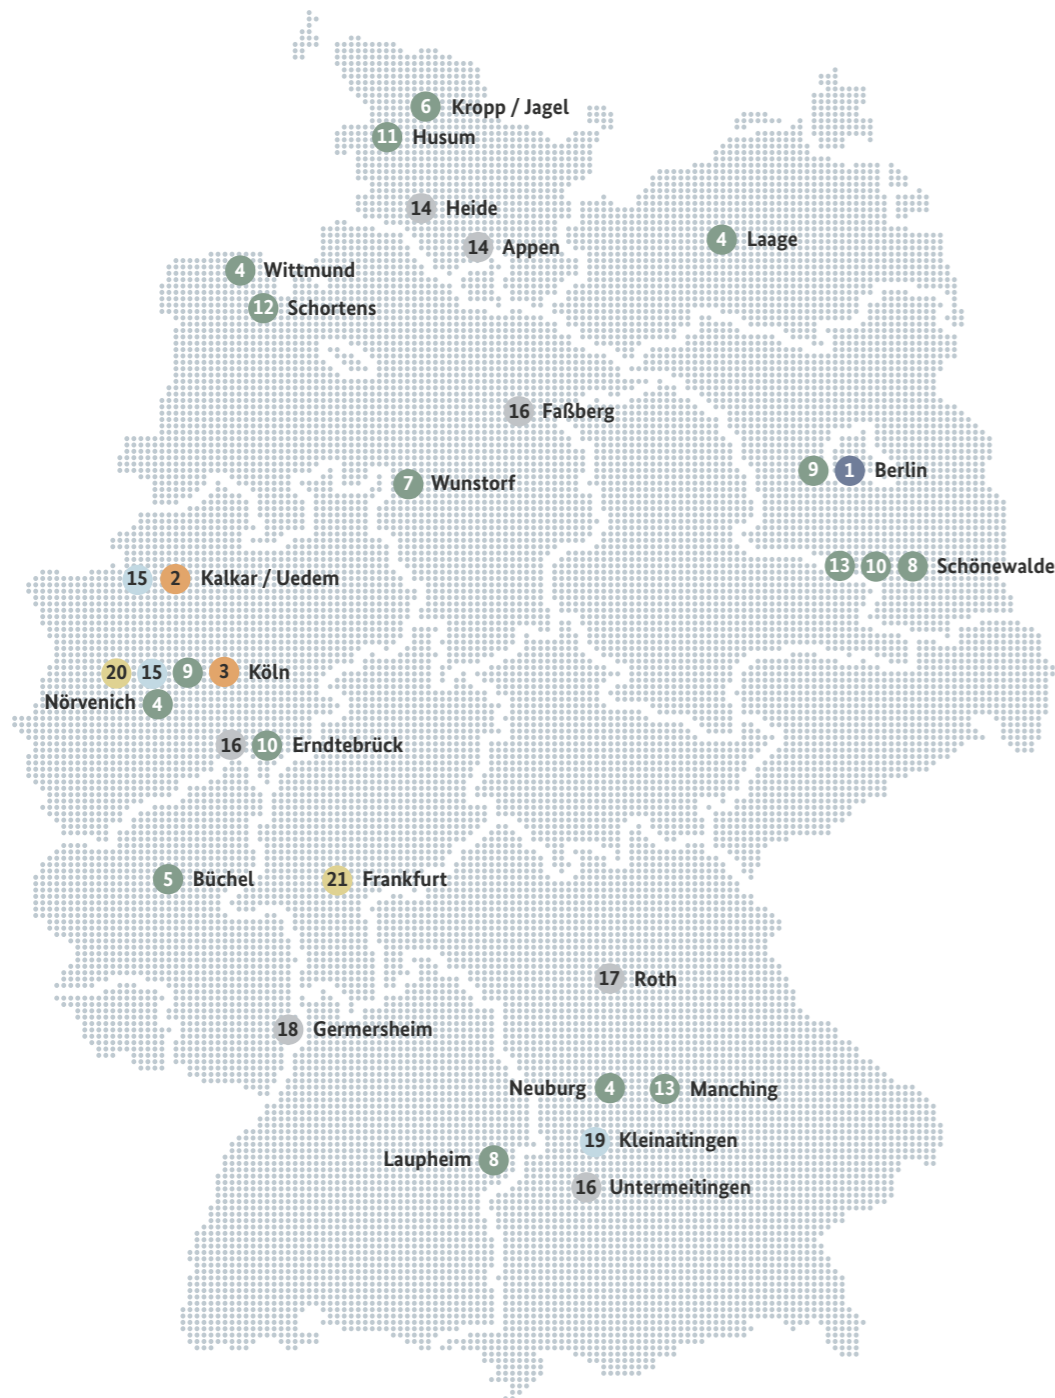 6 Kropp / Jagel
11 Husum
14 Heide
14 Appen
4 Laage
4 Wittmund
12 Schortens
16 Faßberg
9 1 Berlin
7 Wunstorf
13 10 8 Schönewalde
15 2 Kalkar / Uedem
20 15 9 3 Köln
Nörvenich 4
16 10 Erndtebrück
5 Büchel
21 Frankfurt
17 Roth
18 Germersheim
Neuburg 4
13 Manching
19 Kleinaitingen
Laupheim 8
16 Untermeitingen